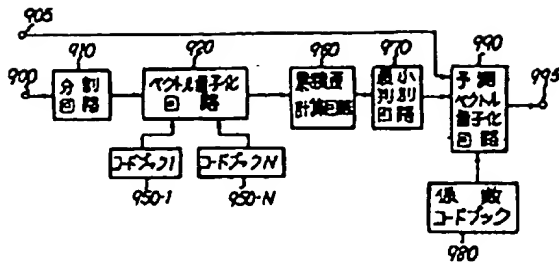 905
910
920
960
970
990
900
995
分割
回路
ベクトル量子化
回路
累積歪
計算回路
最小
判別
回路
予測
ベクトル
量子化
回路
コードブック1
コードブックN
950-1
950-N
係数
コードブック
980